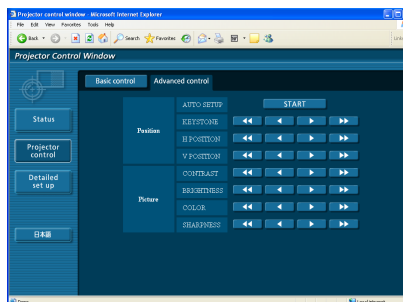 Projector control window - Microsoft Internet Explorer
File Edit View Favorites Tools Help
Back Search Favorites
Projector Control Window
Basic control Advanced control
Status
Projector control
Detailed set up
日本語
Position
AUTO SETUP START
KEYSTONE
H POSITION
V POSITION
Picture
CONTRAST
BRIGHTNESS
COLOR
SHARPNESS